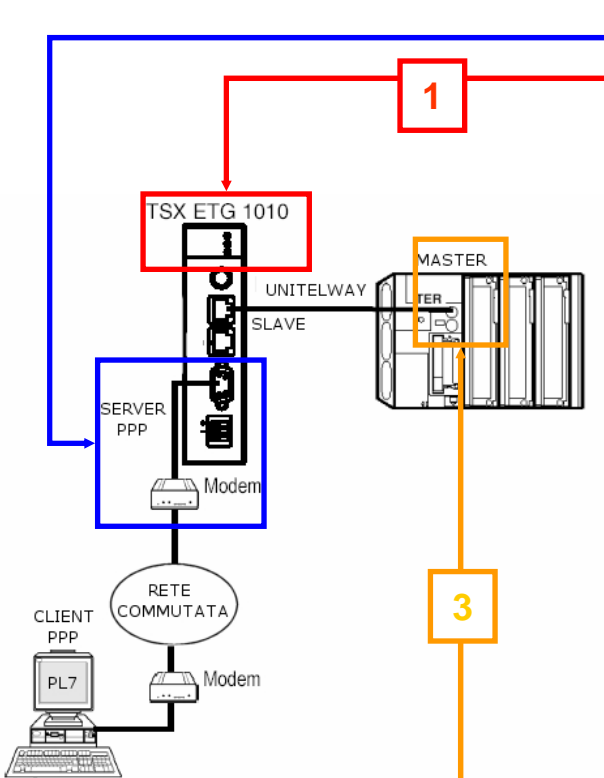 1
TSX ETG 1010
MASTER
UNITELWAY
TER
SLAVE
SERVER
PPP
Modem
RETE
COMMUTATA
3
CLIENT
PPP
Modem
PL7